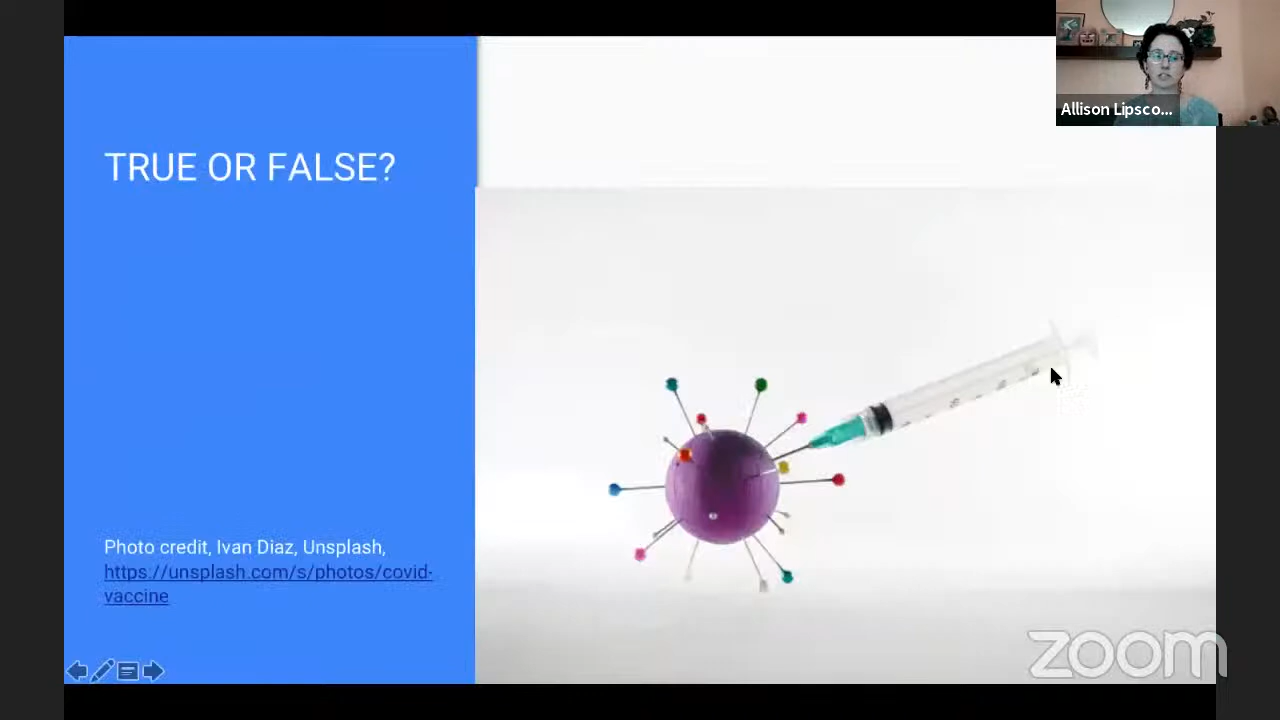 Allison Lipsco...
TRUE OR FALSE?
Photo credit, Ivan Diaz, Unsplash,
https://unsplash.com/s/photos/covid-
vaccine
zoom